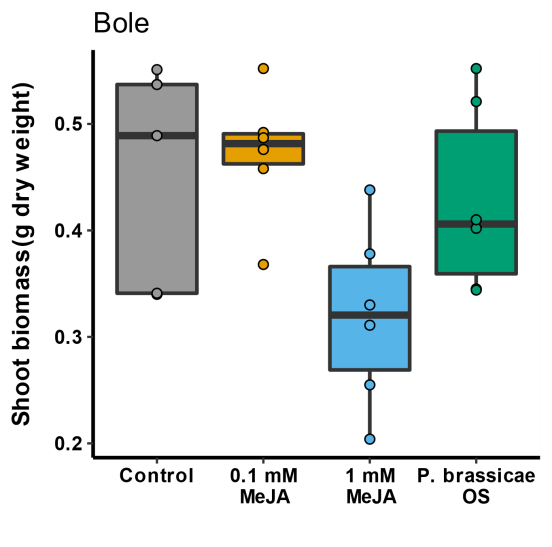 Bole
Shoot biomass(g dry weight)
0.5
0.4
0.3
0.2
Control
0.1 mM
MeJA
1 mM
MeJA
P. brassicae
OS